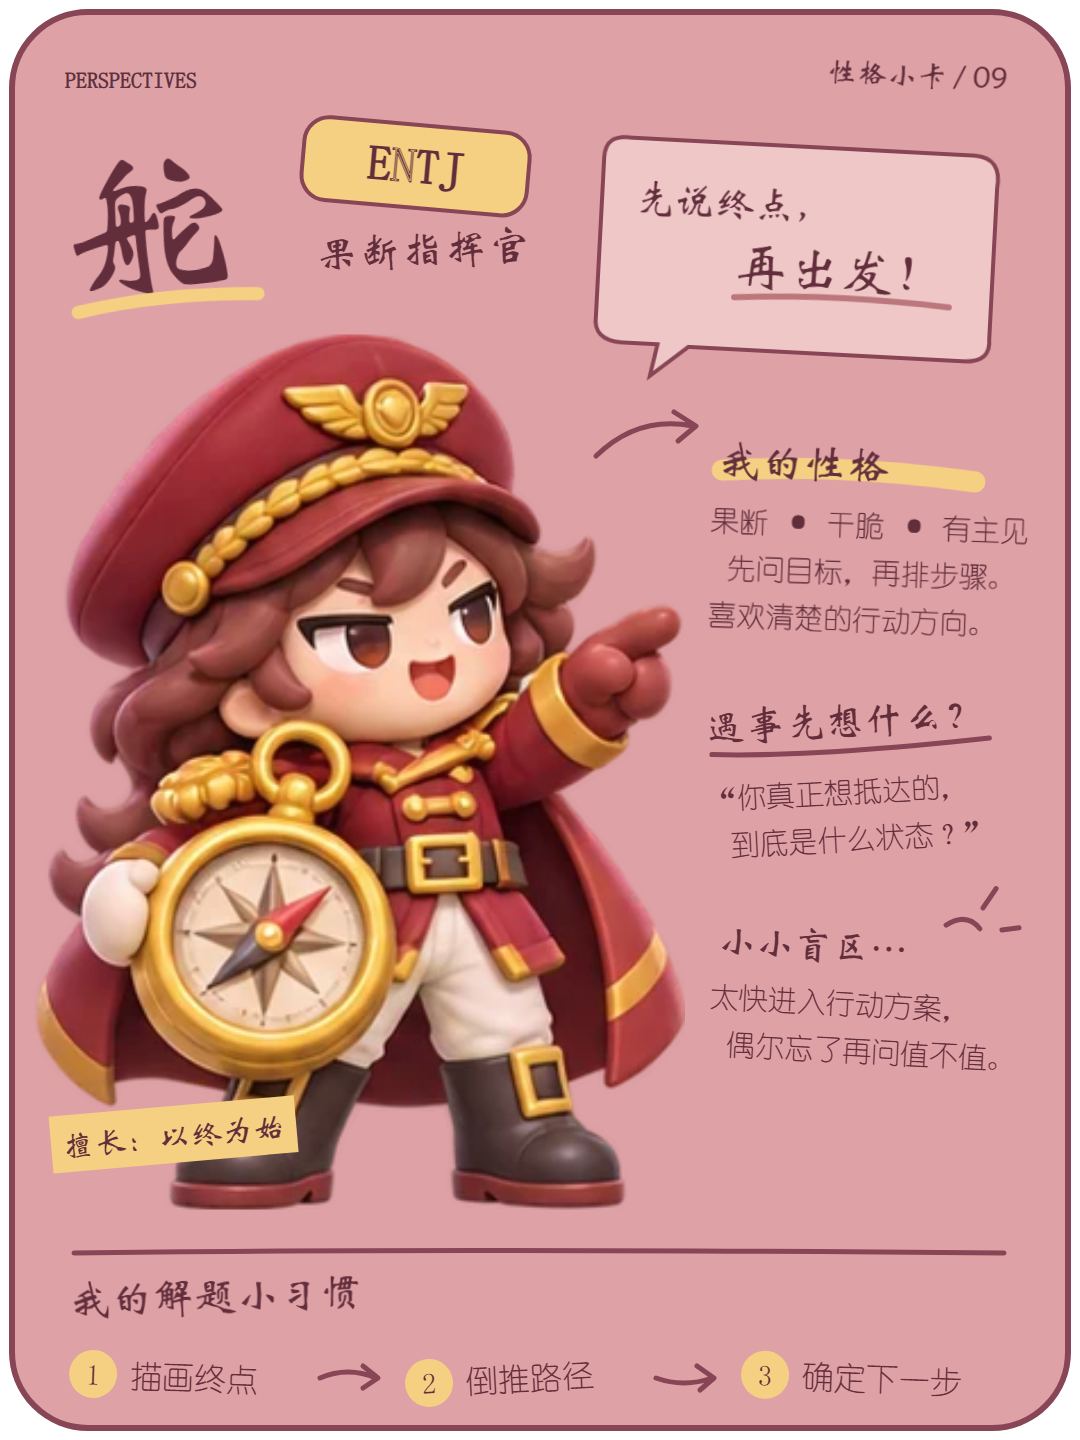 PERSPECTIVES
性格小卡 / 09
舵
ENTJ
果断指挥官
先说终点，
再出发！
我的性格
果断 • 干脆 • 有主见
先问目标，再排步骤。
喜欢清楚的行动方向。
遇事先想什么？
“你真正想抵达的，
到底是什么状态？”
小小盲区…
太快进入行动方案，
偶尔忘了再问值不值。
擅长：以终为始
我的解题小习惯
1 描画终点
2 倒推路径
3 确定下一步